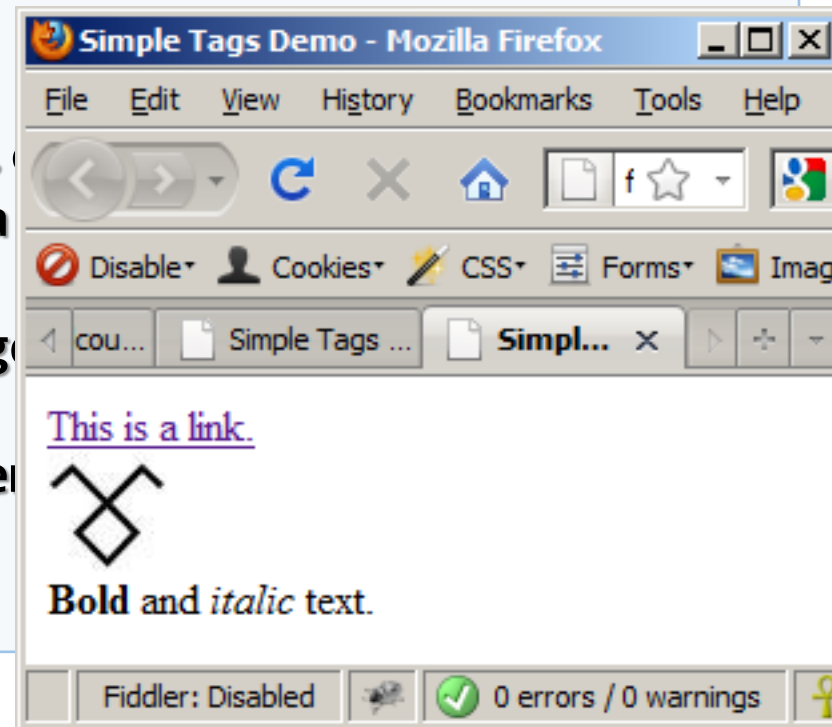 Simple Tags Demo - Mozilla Firefox
File Edit View History Bookmarks Tools Help
f
Disable Cookies CSS Forms
cou... Simple Tags ... Simpl...
This is a link.
Bold and italic text.
Fiddler: Disabled 0 errors / 0 warnings